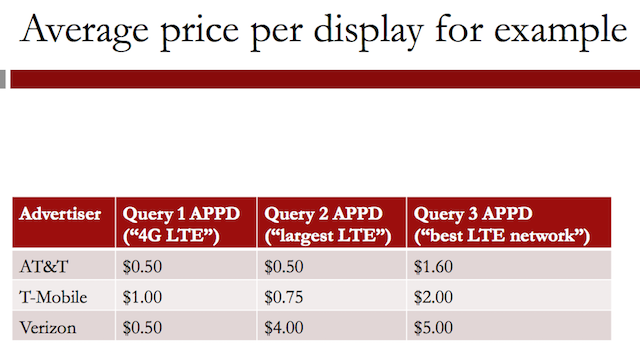 Average price per display for example
Advertiser Query 1 APPD Query 2 APPD Query 3 APPD
(“4G LTE”) (“largest LTE”) (“best LTE network”)
AT&T $0.50 $0.50 $1.60
T-Mobile $1.00 $0.75 $2.00
Verizon $0.50 $4.00 $5.00